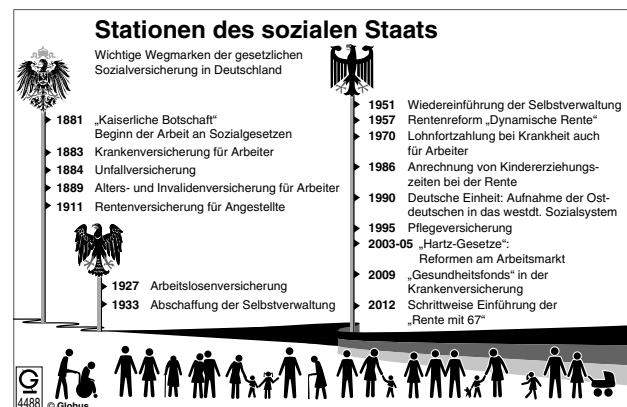 Stationen des sozialen Staats
Wichtige Wegmarken der gesetzlichen
Sozialversicherung in Deutschland
1881 „Kaiserliche Botschaft“
Beginn der Arbeit an Sozialgesetzen
1883 Krankenversicherung für Arbeiter
1884 Unfallversicherung
1889 Alters- und Invalidenversicherung für Arbeiter
1911 Rentenversicherung für Angestellte
1927 Arbeitslosenversicherung
1933 Abschaffung der Selbstverwaltung
1951 Wiedereinführung der Selbstverwaltung
1957 Rentenreform „Dynamische Rente“
1970 Lohnfortzahlung bei Krankheit auch
für Arbeiter
1986 Anrechnung von Kindererziehungs-
zeiten bei der Rente
1990 Deutsche Einheit: Aufnahme der Ost-
deutschen in das westdt. Sozialsystem
1995 Pflegeversicherung
2003-05 „Hartz-Gesetze“:
Reformen am Arbeitsmarkt
2009 „Gesundheitsfonds“ in der
Krankenversicherung
2012 Schrittweise Einführung der
„Rente mit 67“
G
4488 © Globus